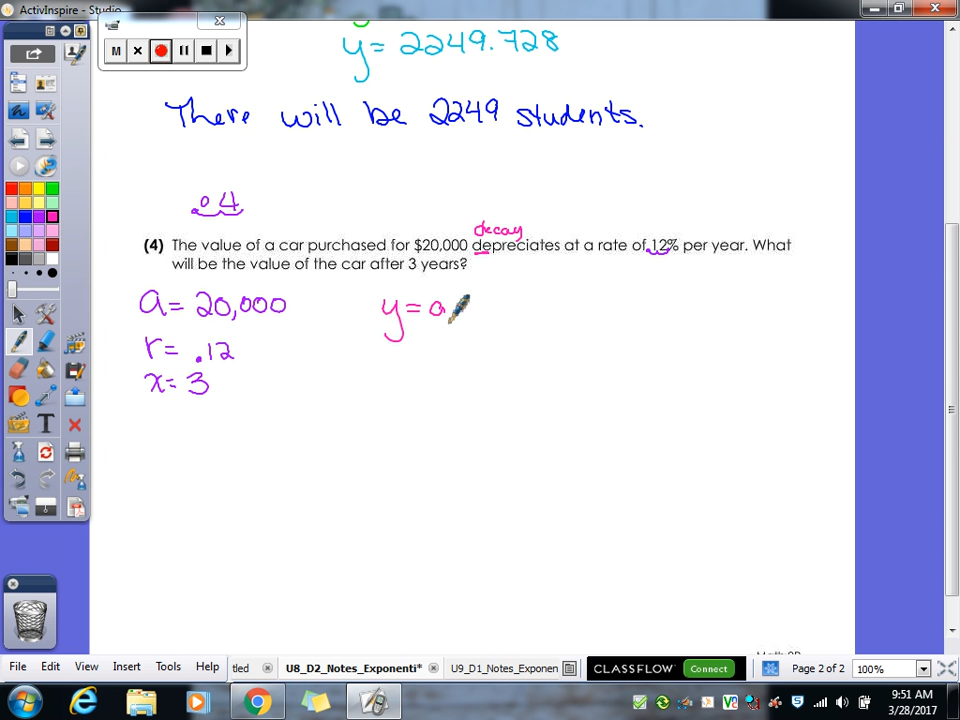 ActivInspire - Studio
M
y = 2249.728
There will be 2249 students.
.04
decay
(4) The value of a car purchased for $20,000 depreciates at a rate of .12% per year. What
will be the value of the car after 3 years?
a = 20,000
y = a
r = .12
x = 3
File Edit View Insert Tools Help
tled
U8_D2_Notes_Exponenti*
U9_D1_Notes_Exponen
CLASSFLOW
Connect
Page 2 of 2
100%
9:51 AM
3/28/2017